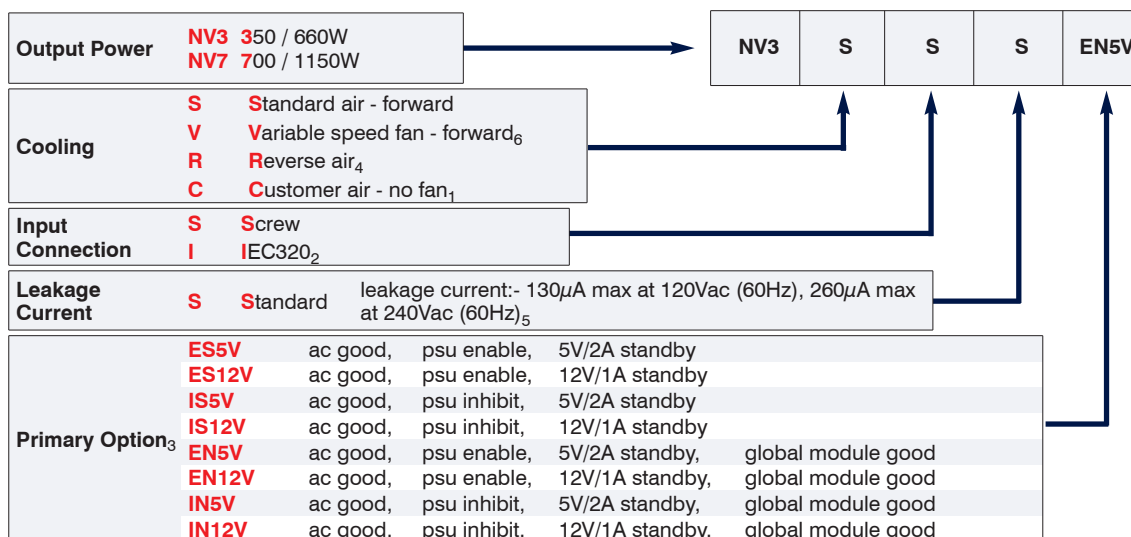 Output Power NV3 350 / 660W
NV7 700 / 1150W
NV3 S S S EN5V
Cooling
S Standard air - forward
V Variable speed fan - forward6
R Reverse air4
C Customer air - no fan1
Input Connection
S Screw
I IEC3202
Leakage Current
S Standard leakage current:- 130µA max at 120Vac (60Hz), 260µA max
at 240Vac (60Hz)5
Primary Option3
ES5V ac good, psu enable, 5V/2A standby
ES12V ac good, psu enable, 12V/1A standby
IS5V ac good, psu inhibit, 5V/2A standby
IS12V ac good, psu inhibit, 12V/1A standby
EN5V ac good, psu enable, 5V/2A standby, global module good
EN12V ac good, psu enable, 12V/1A standby, global module good
IN5V ac good, psu inhibit, 5V/2A standby, global module good
IN12V ac good, psu inhibit, 12V/1A standby, global module good